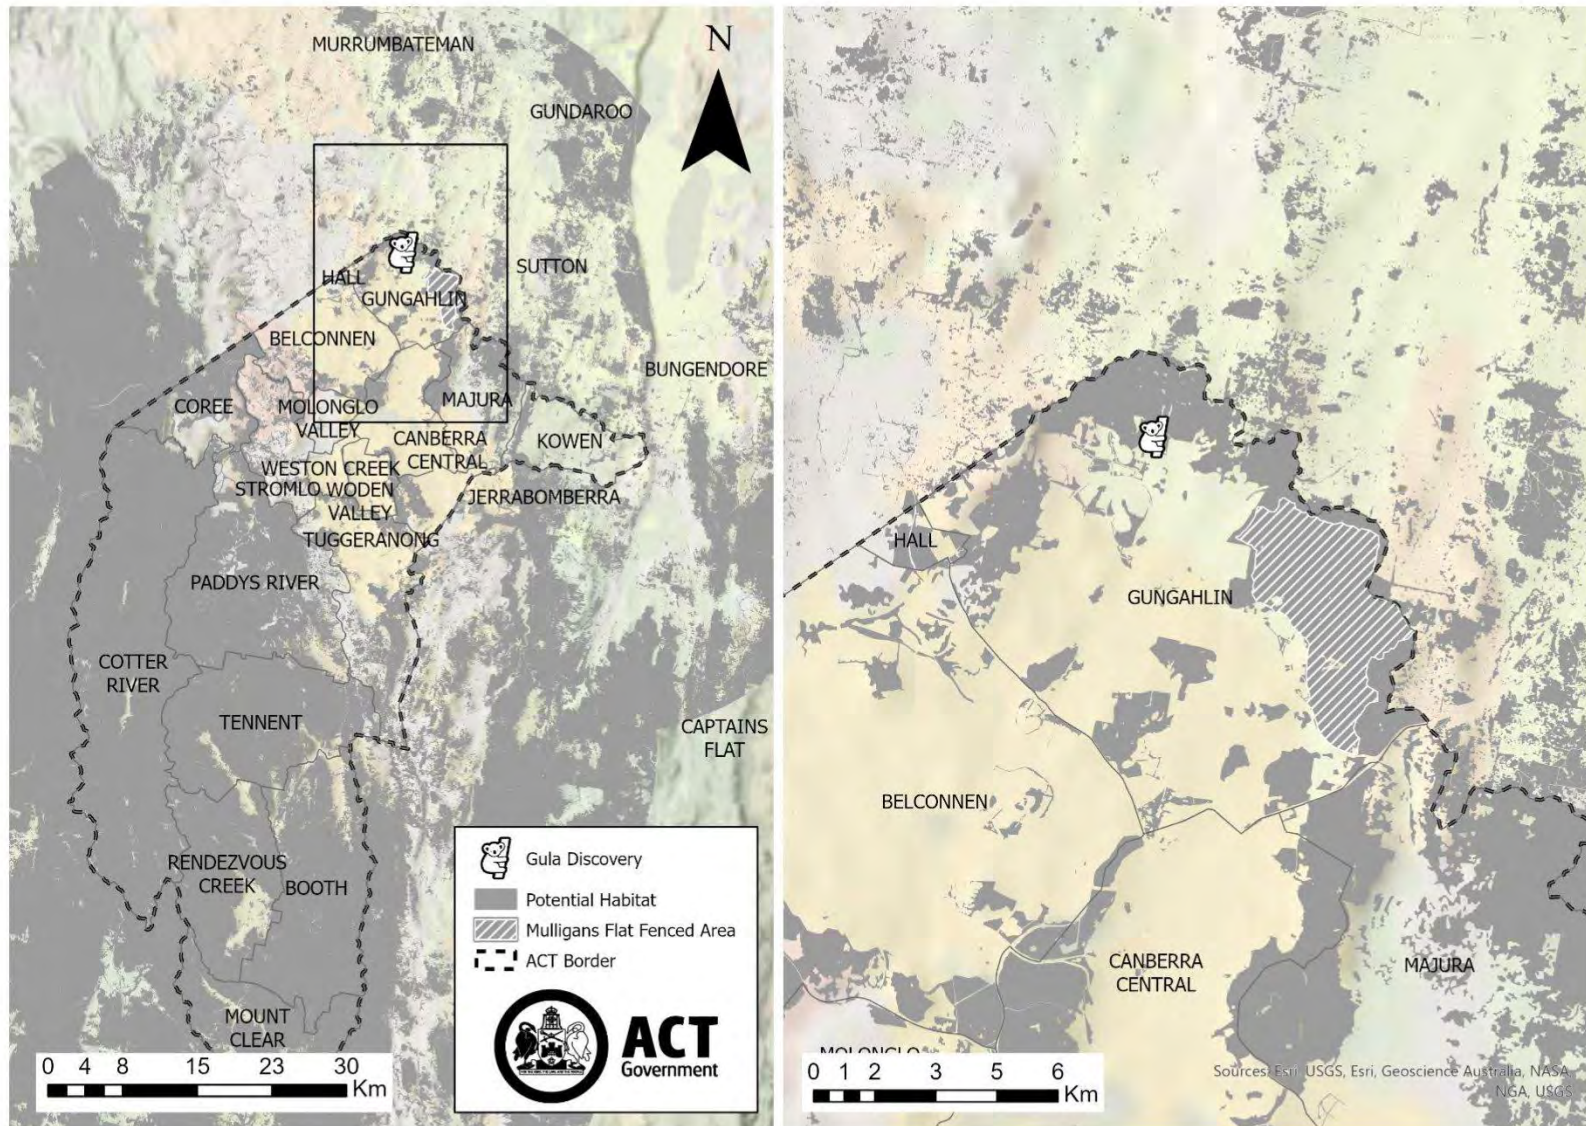 MURRUMBATEMAN
N
GUNDAROO
SUTTON
HALL
GUNGAHLIN
BELCONNEN
BUNGENDORE
COREE
MOLONGLO
VALLEY
MAJURA
CANBERRA
CENTRAL
KOWEN
WESTON CREEK
STROMLO WODEN
VALLEY
JERRABOMBERRA
TUGGERANONG
PADDYS RIVER
COTTER
RIVER
TENNENT
CAPTAINS
FLAT
RENDEZVOUS
CREEK
BOOTH
MOUNT
CLEAR
0 4 8 15 23 30
Km
Gula Discovery
Potential Habitat
Mulligans Flat Fenced Area
ACT Border
ACT
Government
HALL
GUNGAHLIN
BELCONNEN
CANBERRA
CENTRAL
MAJURA
MOLONGLO
0 1 2 3 5 6
Km
Sources: Esri, USGS, Esri, Geoscience Australia, NASA,
NGA, USGS